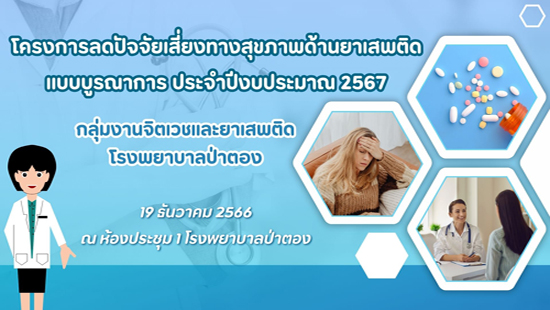 โครงการลดปัจจัยเสี่ยงทางสุขภาพด้านยาเสพติด
แบบบูรณาการ ประจำปีงบประมาณ 2567
กลุ่มงานจิตเวชและยาเสพติด
โรงพยาบาลป่าตอง
19 ธันวาคม 2566
ณ ห้องประชุม 1 โรงพยาบาลป่าตอง